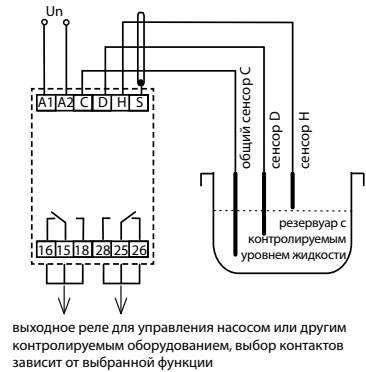 Un
A1 A2 C D H S
общий сенсор C
сенсор D
сенсор H
резервуар с
контролируемым
уровнем жидкости
16 15 18 28 25 26
выходное реле для управления насосом или другим
контролируемым оборудованием, выбор контактов
зависит от выбранной функции